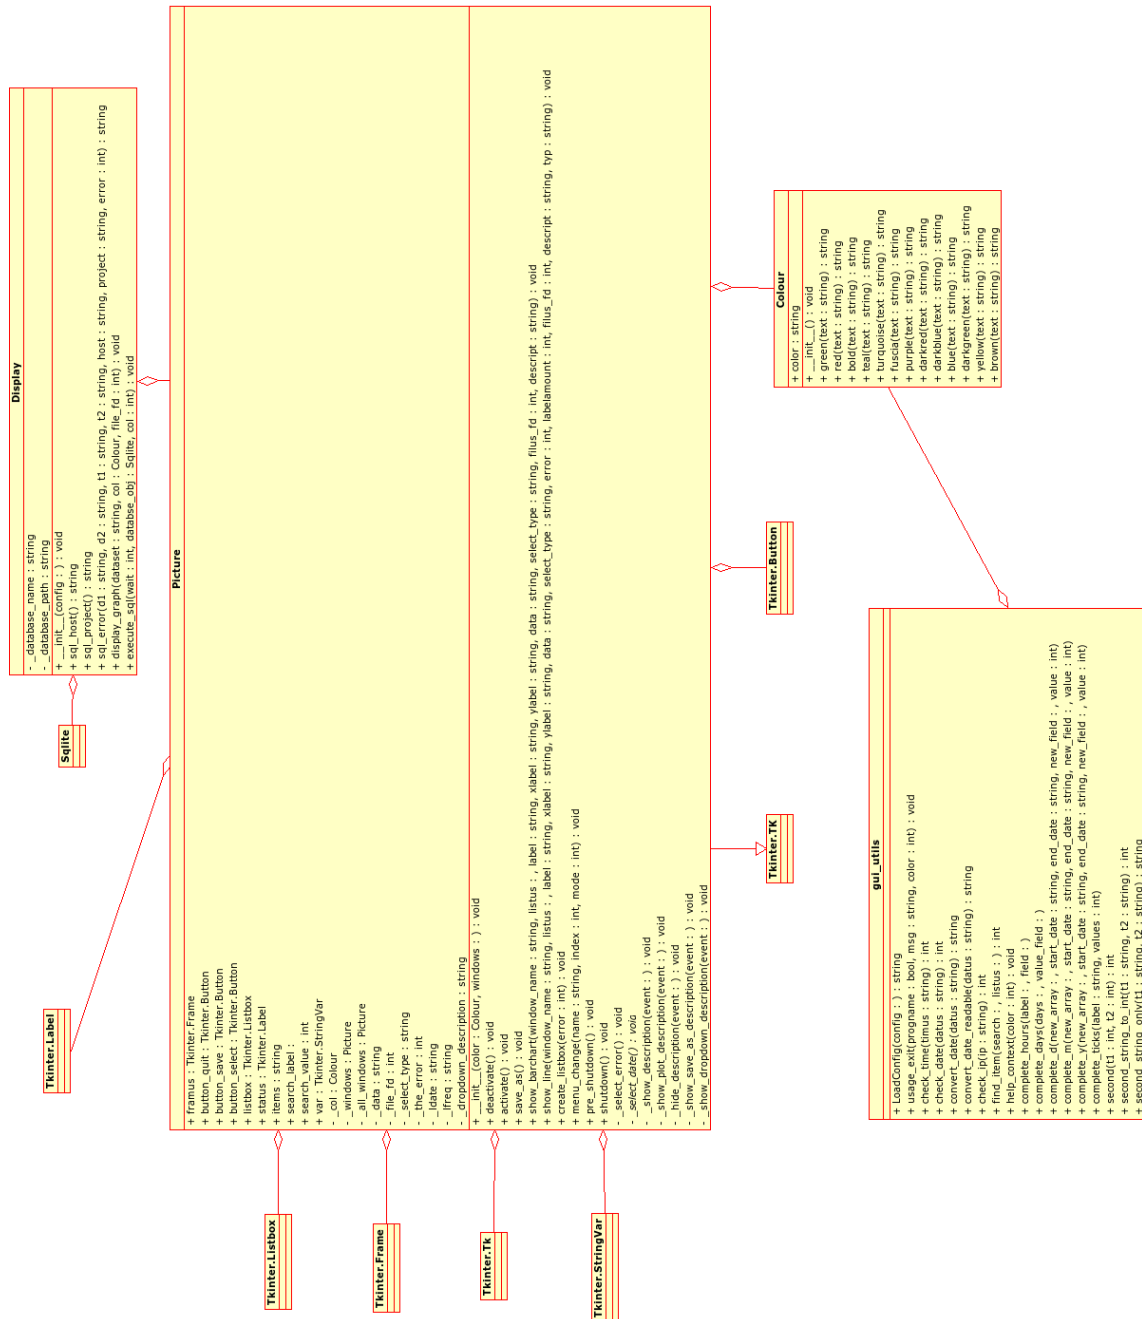 Display
- _database_name : string
- _database_path : string
+ __init__(config : ) : void
+ sql_host() : string
+ sql_project() : string
+ sql_error(d1 : string, d2 : string, t1 : string, t2 : string, host : string, project : string, error : int) : string
+ display_graph(dataset : string, col : Colour, file_fd : int) : void
+ execute_sql(wait : int, databse_obj : Sqlite, col : int) : void
Sqlite
Tkinter.Label
Picture
+ framus : Tkinter.Frame
+ button_quit : Tkinter.Button
+ button_save : Tkinter.Button
+ button_select : Tkinter.Button
+ listbox : Tkinter.Listbox
+ status : Tkinter.Label
+ items : string
+ search_label :
+ search_value : int
+ var : Tkinter.StringVar
- _col : Colour
- _windows : Picture
- _all_windows : Picture
- _data : string
- _file_fd : int
- _select_type : string
- _the_error : int
- _ldate : string
- _lfreq : string
- _dropdown_description : string
+ __init__(color : Colour, windows : ) : void
+ deactivate() : void
+ activate() : void
+ save_as() : void
+ show_barchart(window_name : string, listus : , label : string, xlabel : string, ylabel : string, data : string, select_type : string, filus_fd : int, descript : string) : void
+ show_line(window_name : string, listus : , label : string, xlabel : string, ylabel : string, data : string, select_type : string, error : int, labelamount : int, filus_fd : int, descript : string, typ : string) : void
+ create_listbox(error : int) : void
+ menu_change(name : string, index : int, mode : int) : void
+ pre_shutdown() : void
+ shutdown() : void
- _select_error() : void
- _select_date() : void
- _show_description(event : ) : void
- _show_plot_description(event : ) : void
- _hide_description(event : ) : void
- _show_save_as_description(event : ) : void
- _show_dropdown_description(event : ) : void
Tkinter.Listbox
Tkinter.Frame
Tkinter.Tk
Tkinter.StringVar
Tkinter.Button
Tkinter.TK
Colour
+ color : string
+ __init__() : void
+ green(text : string) : string
+ red(text : string) : string
+ bold(text : string) : string
+ teal(text : string) : string
+ turquoise(text : string) : string
+ fuscia(text : string) : string
+ purple(text : string) : string
+ darkred(text : string) : string
+ darkblue(text : string) : string
+ blue(text : string) : string
+ darkgreen(text : string) : string
+ yellow(text : string) : string
+ brown(text : string) : string
gui_utils
+ LoadConfig(config : ) : string
+ usage_exit(progname : bool, msg : string, color : int) : void
+ check_time(timus : string) : int
+ check_date(datus : string) : int
+ convert_date(datus : string) : string
+ convert_date_readable(datus : string) : string
+ check_ip(ip : string) : int
+ find_item(search : , listus : ) : int
+ help_context(color : int) : void
+ complete_hours(label : , field : )
+ complete_days(days : , value_field : )
+ complete_d(new_array : , start_date : string, end_date : string, new_field : , value : int)
+ complete_m(new_array : , start_date : string, end_date : string, new_field : , value : int)
+ complete_y(new_array : , start_date : string, end_date : string, new_field : , value : int)
+ complete_ticks(label : string, values : int)
+ second(t1 : int, t2 : int) : int
+ second_string_to_int(t1 : string, t2 : string) : int
+ second_string_only(t1 : string, t2 : string) : string